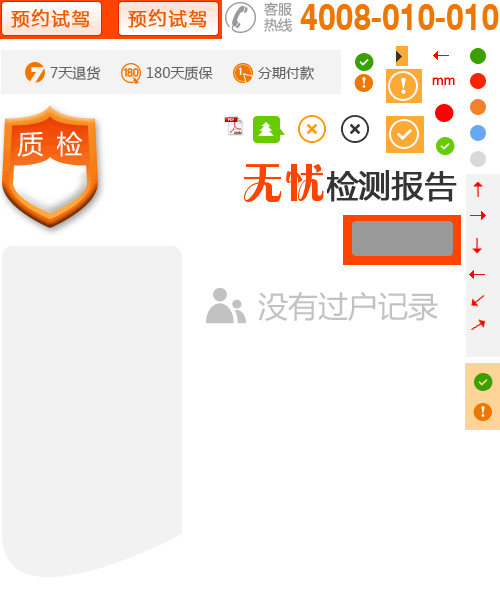 预约试驾
预约试驾
客服
热线
4008-010-010
7天退货
180
180天质保
分期付款
mm
质检
PDF
无忧检测报告
没有过户记录